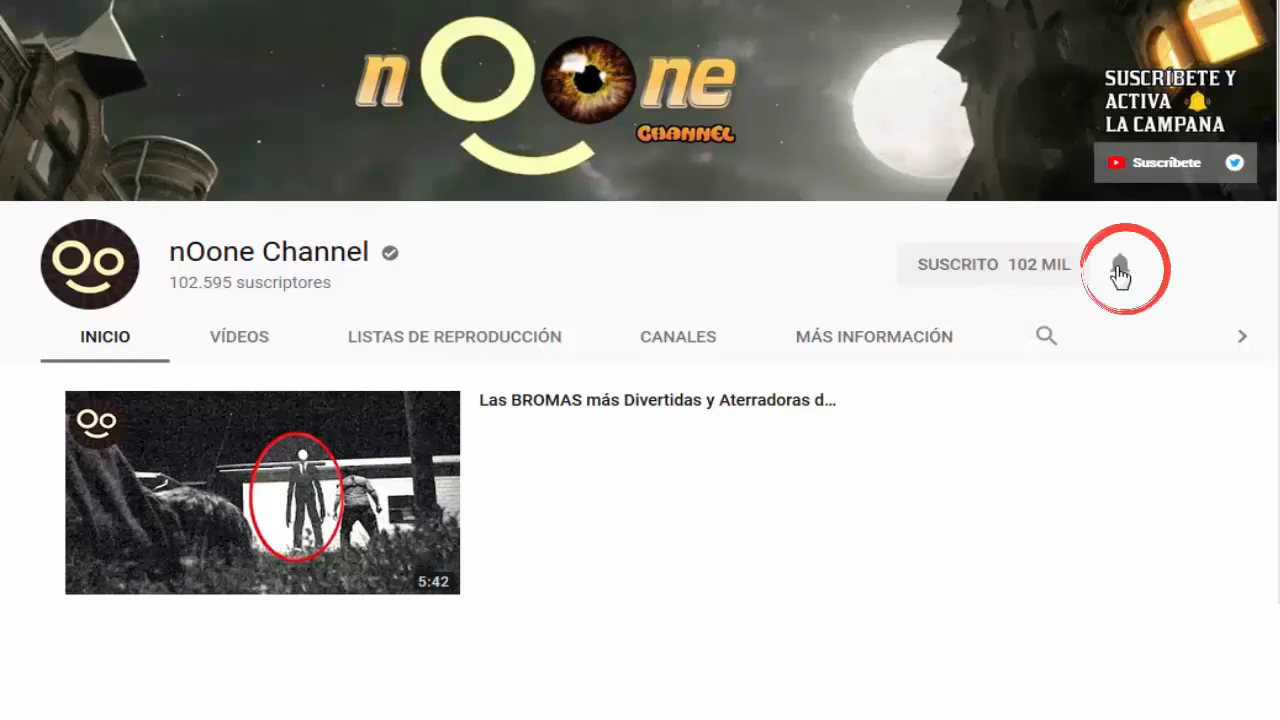 nOone
CHANNEL
SUSCRÍBETE Y
ACTIVA
LA CAMPANA
Suscríbete
nOone Channel
102.595 suscriptores
SUSCRITO 102 MIL
INICIO VÍDEOS LISTAS DE REPRODUCCIÓN CANALES MÁS INFORMACIÓN
Las BROMAS más Divertidas y Aterradoras d...
5:42